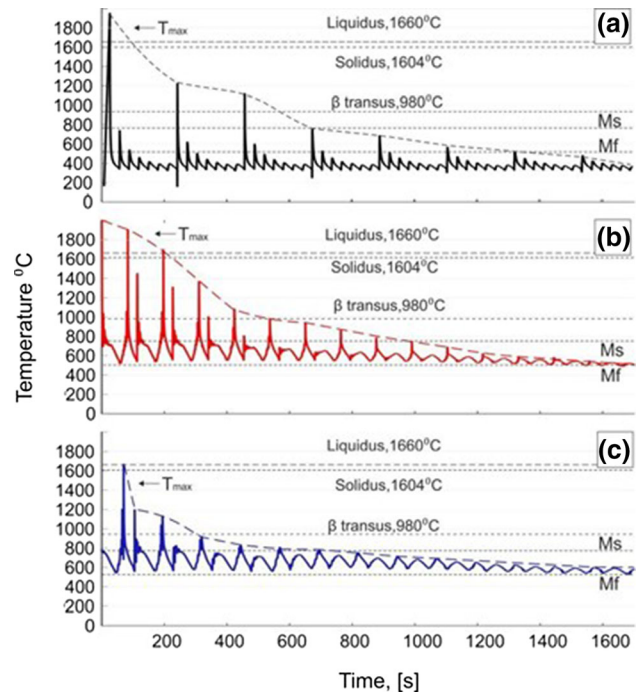 Temperature °C
(a)
1800
1600
1400
1200
1000
800
600
400
200
0
Tmax
Liquidus,1660°C
Solidus,1604°C
β transus,980°C
Ms
Mf
(b)
1800
1600
1400
1200
1000
800
600
400
200
0
Tmax
Liquidus,1660°C
Solidus,1604°C
β transus,980°C
Ms
Mf
(c)
1800
1600
1400
1200
1000
800
600
400
200
0
Tmax
Liquidus,1660°C
Solidus,1604°C
β transus,980°C
Ms
Mf
200 400 600 800 1000 1200 1400 1600
Time, [s]